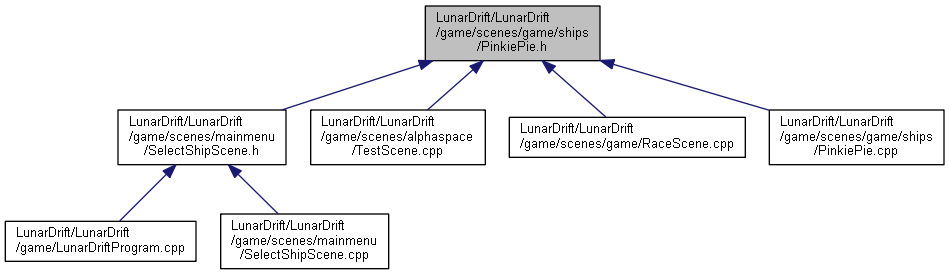 LunarDrift/LunarDrift
/game/scenes/game/ships
/PinkiePie.h
LunarDrift/LunarDrift
/game/scenes/mainmenu
/SelectShipScene.h
LunarDrift/LunarDrift
/game/scenes/alphaspace
/TestScene.cpp
LunarDrift/LunarDrift
/game/scenes/game/RaceScene.cpp
LunarDrift/LunarDrift
/game/scenes/game/ships
/PinkiePie.cpp
LunarDrift/LunarDrift
/game/LunarDriftProgram.cpp
LunarDrift/LunarDrift
/game/scenes/mainmenu
/SelectShipScene.cpp